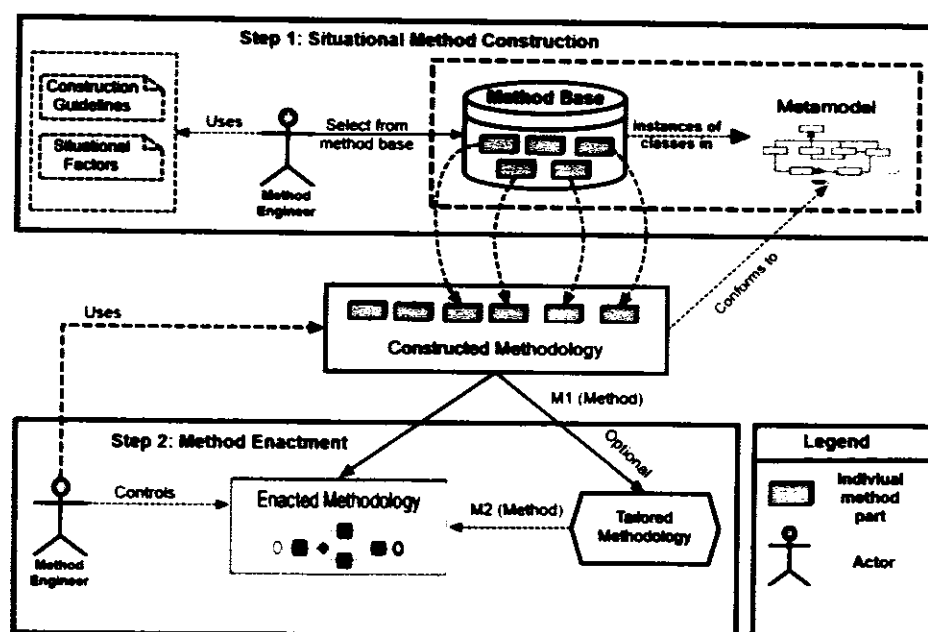 Step 1: Situational Method Construction
Construction
Guidelines
Situational
Factors
Uses
Method
Engineer
Select from
method base
Method Base
instances of
classes in
Metamodal
Conforms to
Uses
Constructed Methodology
M1 (Method)
Optional
Step 2: Method Enactment
Method
Engineer
Controls
Enacted Methodology
M2 (Method)
Tailored
Methodology
Legend
Indiviual
method
part
Actor